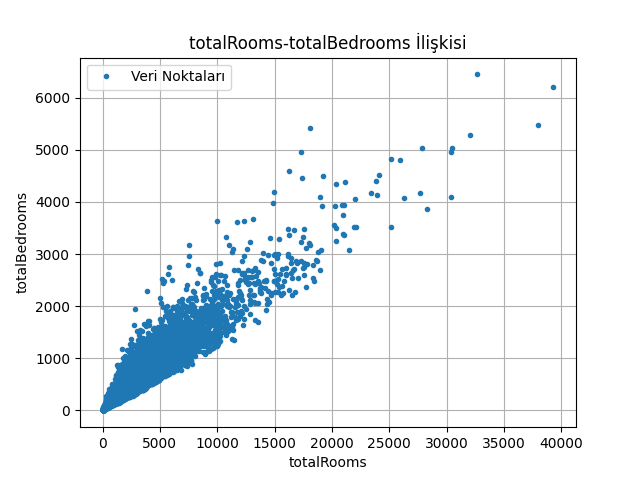 totalRooms-totalBedrooms İlişkisi
Veri Noktaları
6000
5000
4000
3000
2000
1000
0
totalBedrooms
0 5000 10000 15000 20000 25000 30000 35000 40000
totalRooms